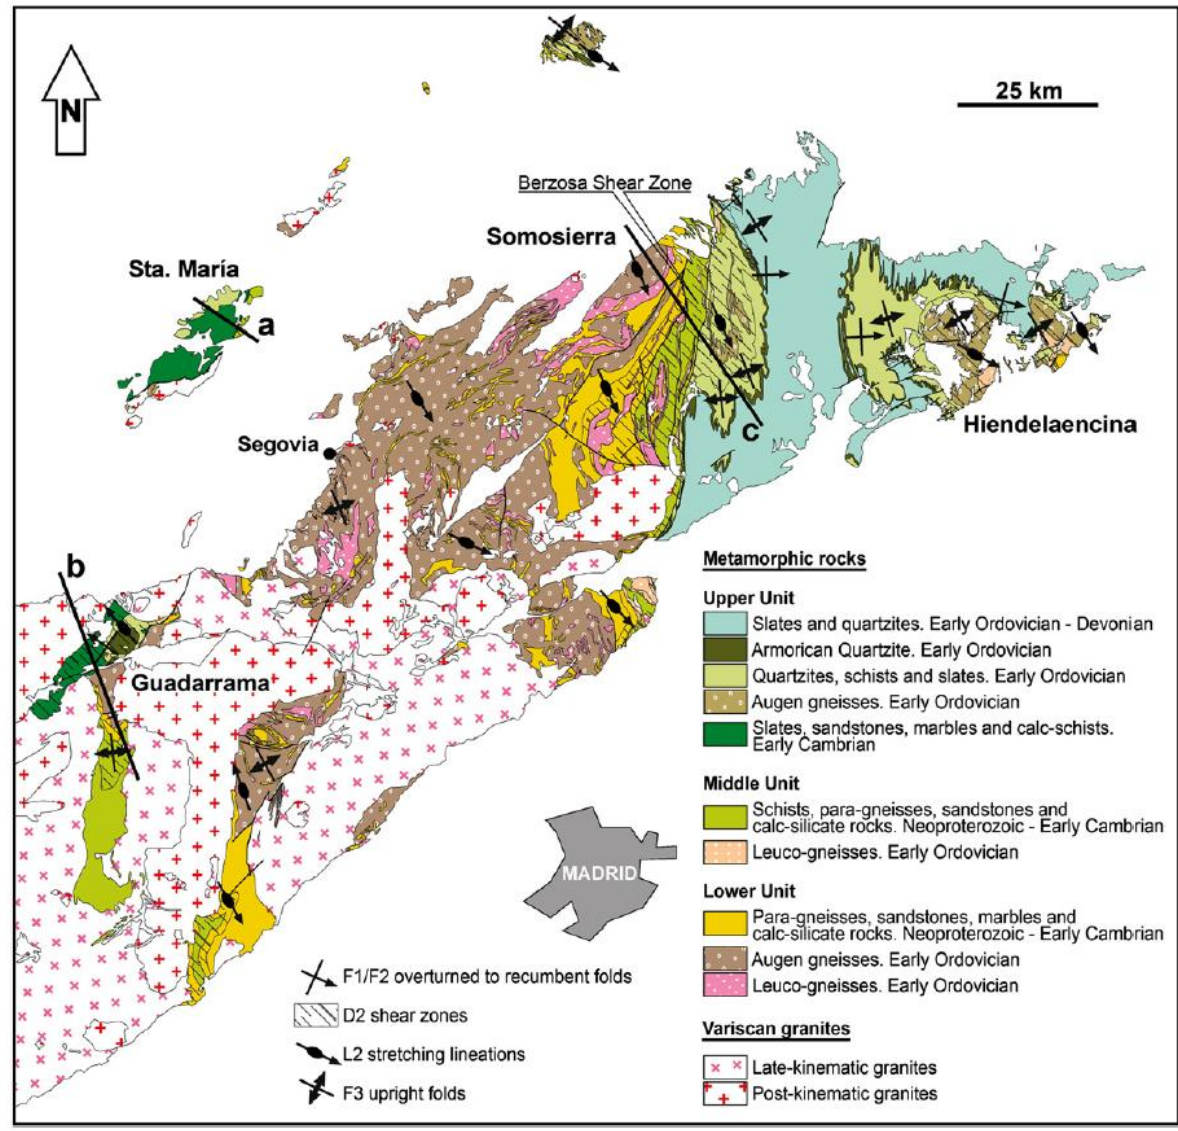 N
25 km
Berzosa Shear Zone
Somosierra
Sta. María
a
Segovia
c
Hiendelaencina
b
Guadarrama
MADRID
F1/F2 overturned to recumbent folds
D2 shear zones
L2 stretching lineations
F3 upright folds
Metamorphic rocks
Upper Unit
Slates and quartzites. Early Ordovician - Devonian
Armorican Quartzite. Early Ordovician
Quartzites, schists and slates. Early Ordovician
Augen gneisses. Early Ordovician
Slates, sandstones, marbles and calc-schists.
Early Cambrian
Middle Unit
Schists, para-gneisses, sandstones and
calc-silicate rocks. Neoproterozoic - Early Cambrian
Leuco-gneisses. Early Ordovician
Lower Unit
Para-gneisses, sandstones, marbles and
calc-silicate rocks. Neoproterozoic - Early Cambrian
Augen gneisses. Early Ordovician
Leuco-gneisses. Early Ordovician
Variscan granites
Late-kinematic granites
Post-kinematic granites